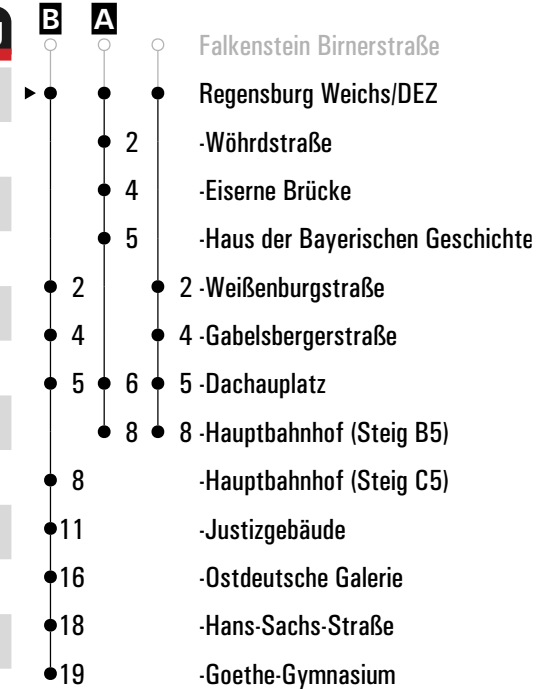 B A
Falkenstein Birnerstraße
Regensburg Weichs/DEZ
2 -Wöhrdstraße
4 -Eiserne Brücke
5 -Haus der Bayerischen Geschichte
2 2 -Weißenburgstraße
4 4 -Gabelsbergerstraße
5 6 5 -Dachauplatz
8 8 -Hauptbahnhof (Steig B5)
8 -Hauptbahnhof (Steig C5)
11 -Justizgebäude
16 -Ostdeutsche Galerie
18 -Hans-Sachs-Straße
19 -Goethe-Gymnasium